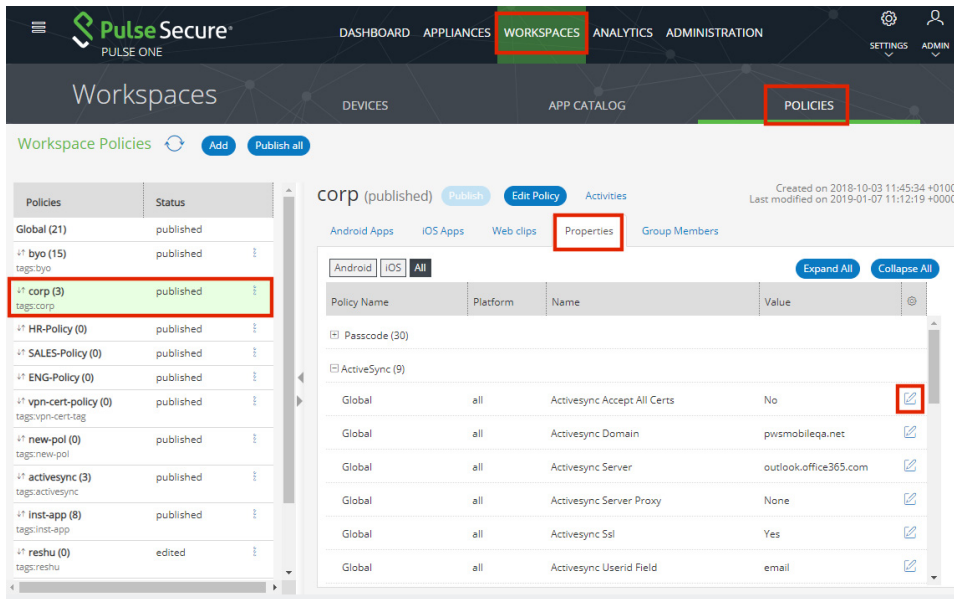 Pulse Secure®
PULSE ONE
DASHBOARD APPLIANCES WORKSPACES ANALYTICS ADMINISTRATION
SETTINGS ADMIN
Workspaces
DEVICES APP CATALOG POLICIES
Workspace Policies Add Publish all
Policies Status
Global (21) published
byo (15) published
tags:byo
corp (3) published
tags:corp
HR-Policy (0) published
SALES-Policy (0) published
ENG-Policy (0) published
vpn-cert-policy (0) published
tags:vpn-cert-tag
new-pol (0) published
tags:new-pol
activesync (3) published
tags:activesync
inst-app (8) published
tags:inst-app
reshu (0) edited
tags:reshu
corp (published) Publish Edit Policy Activities
Created on 2018-10-03 11:45:34 +0100
Last modified on 2019-01-07 11:12:19 +0000
Android Apps iOS Apps Web clips Properties Group Members
Android iOS All Expand All Collapse All
Policy Name Platform Name Value
Passcode (30)
ActiveSync (9)
Global all Activesync Accept All Certs No
Global all Activesync Domain pwsmobileqa.net
Global all Activesync Server outlook.office365.com
Global all Activesync Server Proxy None
Global all Activesync Ssl Yes
Global all Activesync Userid Field email